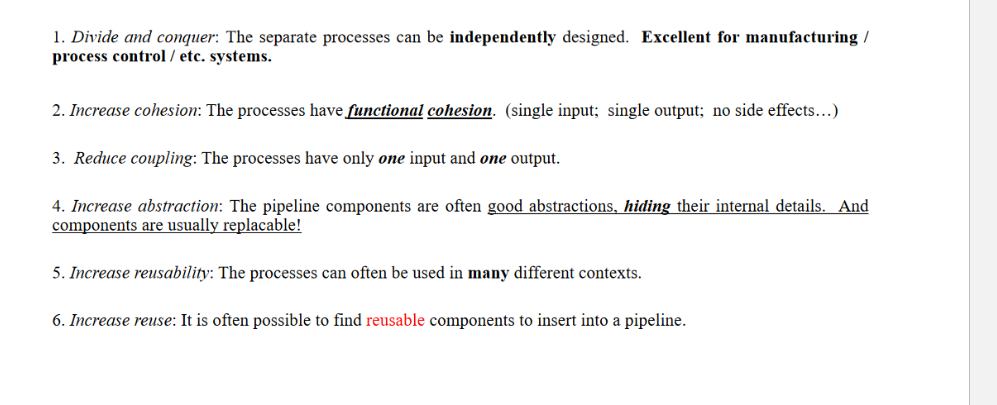 1. Divide and conquer: The separate processes can be independently designed. Excellent for manufacturing /
process control / etc. systems.
2. Increase cohesion: The processes have functional cohesion. (single input; single output; no side effects…)
3. Reduce coupling: The processes have only one input and one output.
4. Increase abstraction: The pipeline components are often good abstractions, hiding their internal details. And
components are usually replacable!
5. Increase reusability: The processes can often be used in many different contexts.
6. Increase reuse: It is often possible to find reusable components to insert into a pipeline.